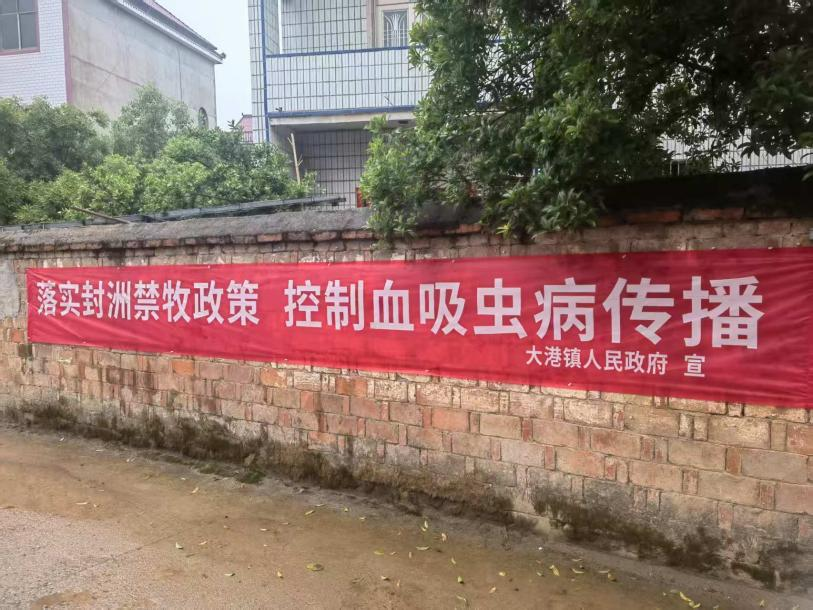 落实封洲禁牧政策 控制血吸虫病传播
大港镇人民政府 宣